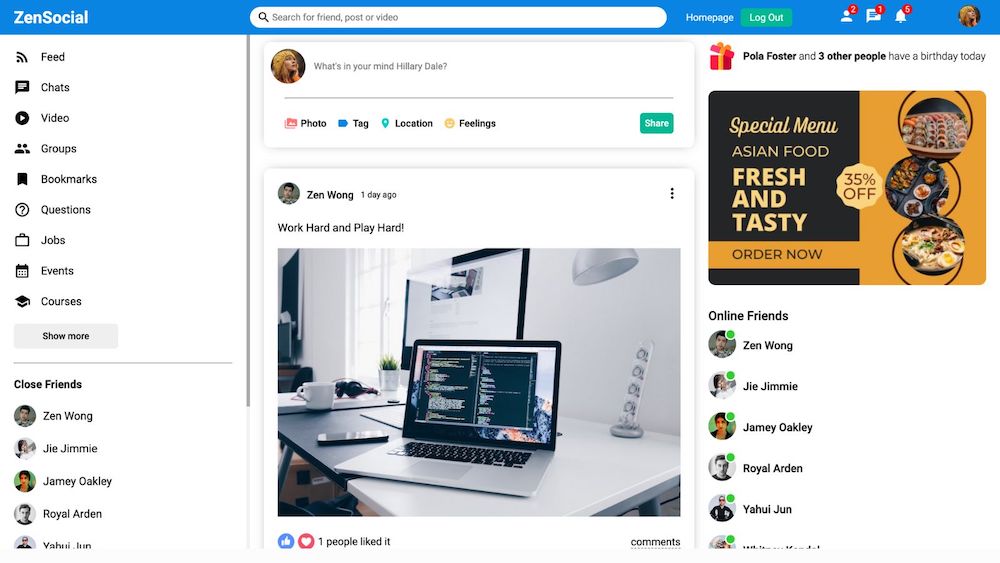 ZenSocial
Search for friend, post or video
Homepage
Log Out
2
1
5
Feed
Chats
Video
Groups
Bookmarks
Questions
Jobs
Events
Courses
Show more
Close Friends
Zen Wong
Jie Jimmie
Jamey Oakley
Royal Arden
Yahui Jun
What's in your mind Hillary Dale?
Photo
Tag
Location
Feelings
Share
Zen Wong 1 day ago
Work Hard and Play Hard!
1 people liked it
comments
Pola Foster and 3 other people have a birthday today
Special Menu
ASIAN FOOD
FRESH
AND
TASTY
35%
OFF
ORDER NOW
Online Friends
Zen Wong
Jie Jimmie
Jamey Oakley
Royal Arden
Yahui Jun